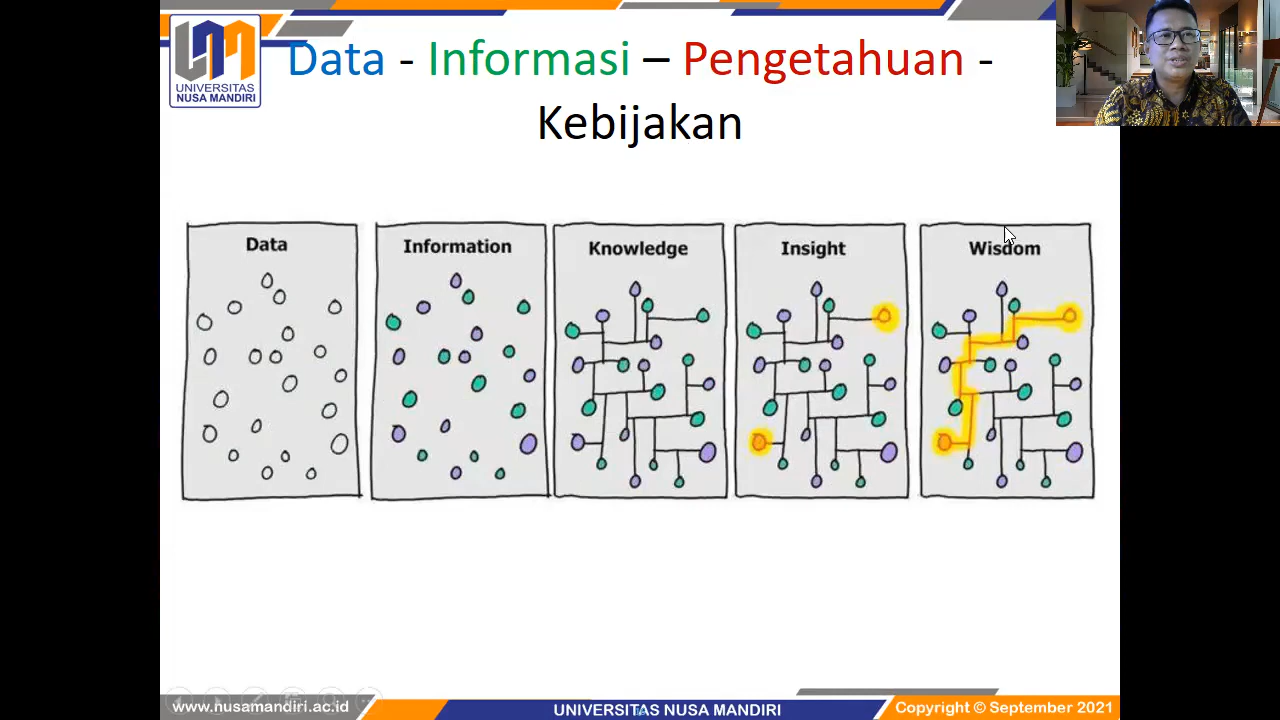 UNIVERSITAS
NUSA MANDIRI
Data - Informasi – Pengetahuan -
Kebijakan
Data
Information
Knowledge
Insight
Wisdom
www.nusamandiri.ac.id
UNIVERSITAS NUSA MANDIRI
Copyright © September 2021